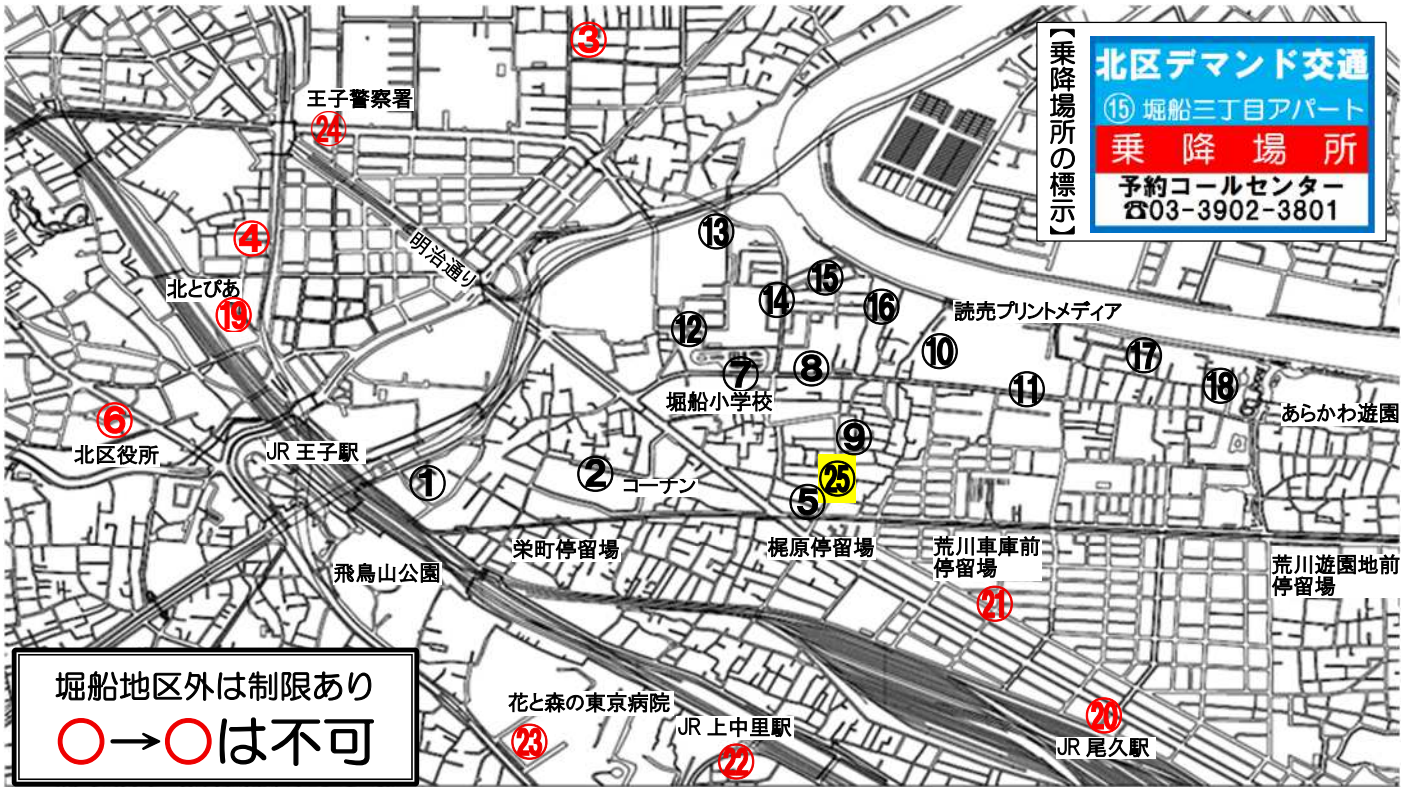 ③
【乗降場所の標示】
北区デマンド交通
⑮ 堀船三丁目アパート
乗降場所
予約コールセンター
☎03-3902-3801
王子警察署
㉔
④
明治通り
⑬
北とぴあ
⑲
⑮
⑭
⑯
読売プリントメディア
⑫
⑩
⑰
⑦
⑧
⑪
⑱
堀船小学校
あらかわ遊園
⑥
北区役所
JR 王子駅
⑨
①
②
コーナン
㉕
⑤
栄町停留場
梶原停留場
荒川車庫前
停留場
荒川遊園地前
停留場
飛鳥山公園
㉑
堀船地区外は制限あり
○→○は不可
花と森の東京病院
㉓
JR 上中里駅
㉒
⑳
JR 尾久駅